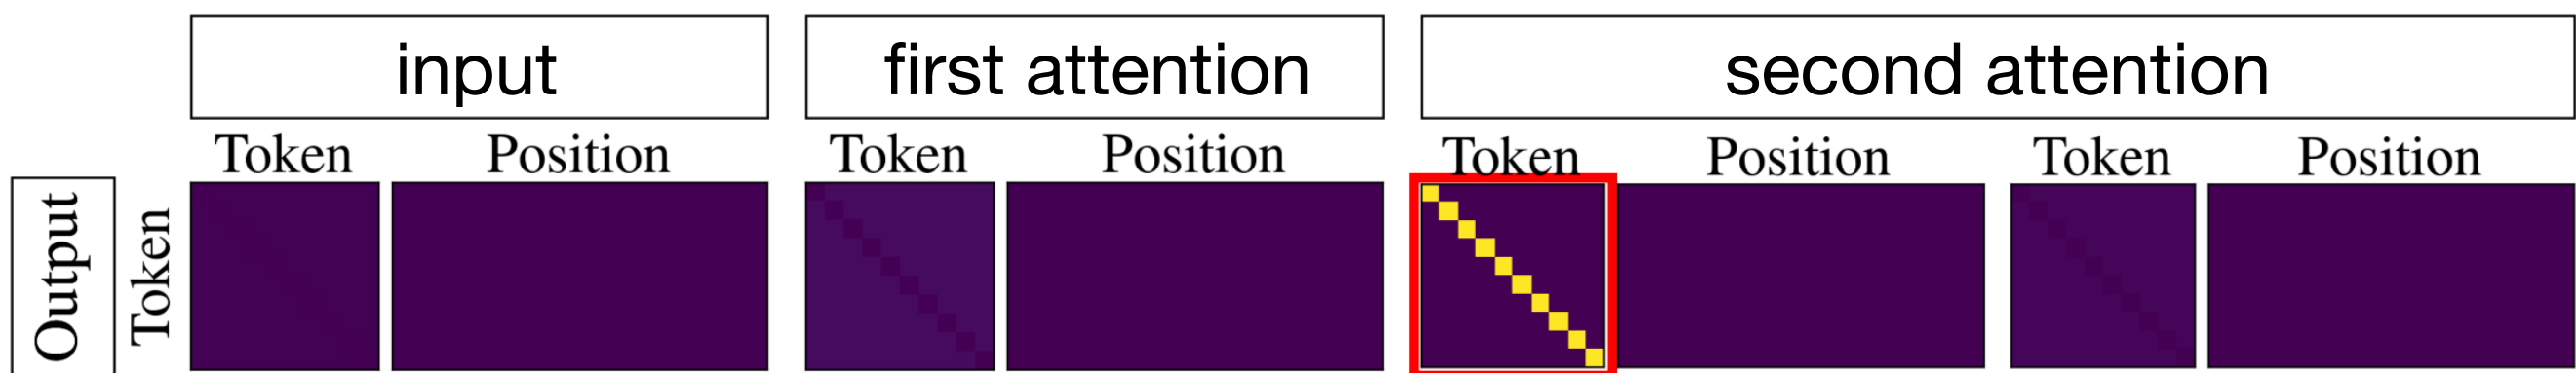 input first attention second attention
Token Position Token Position Token Position Token Position
Output
Token